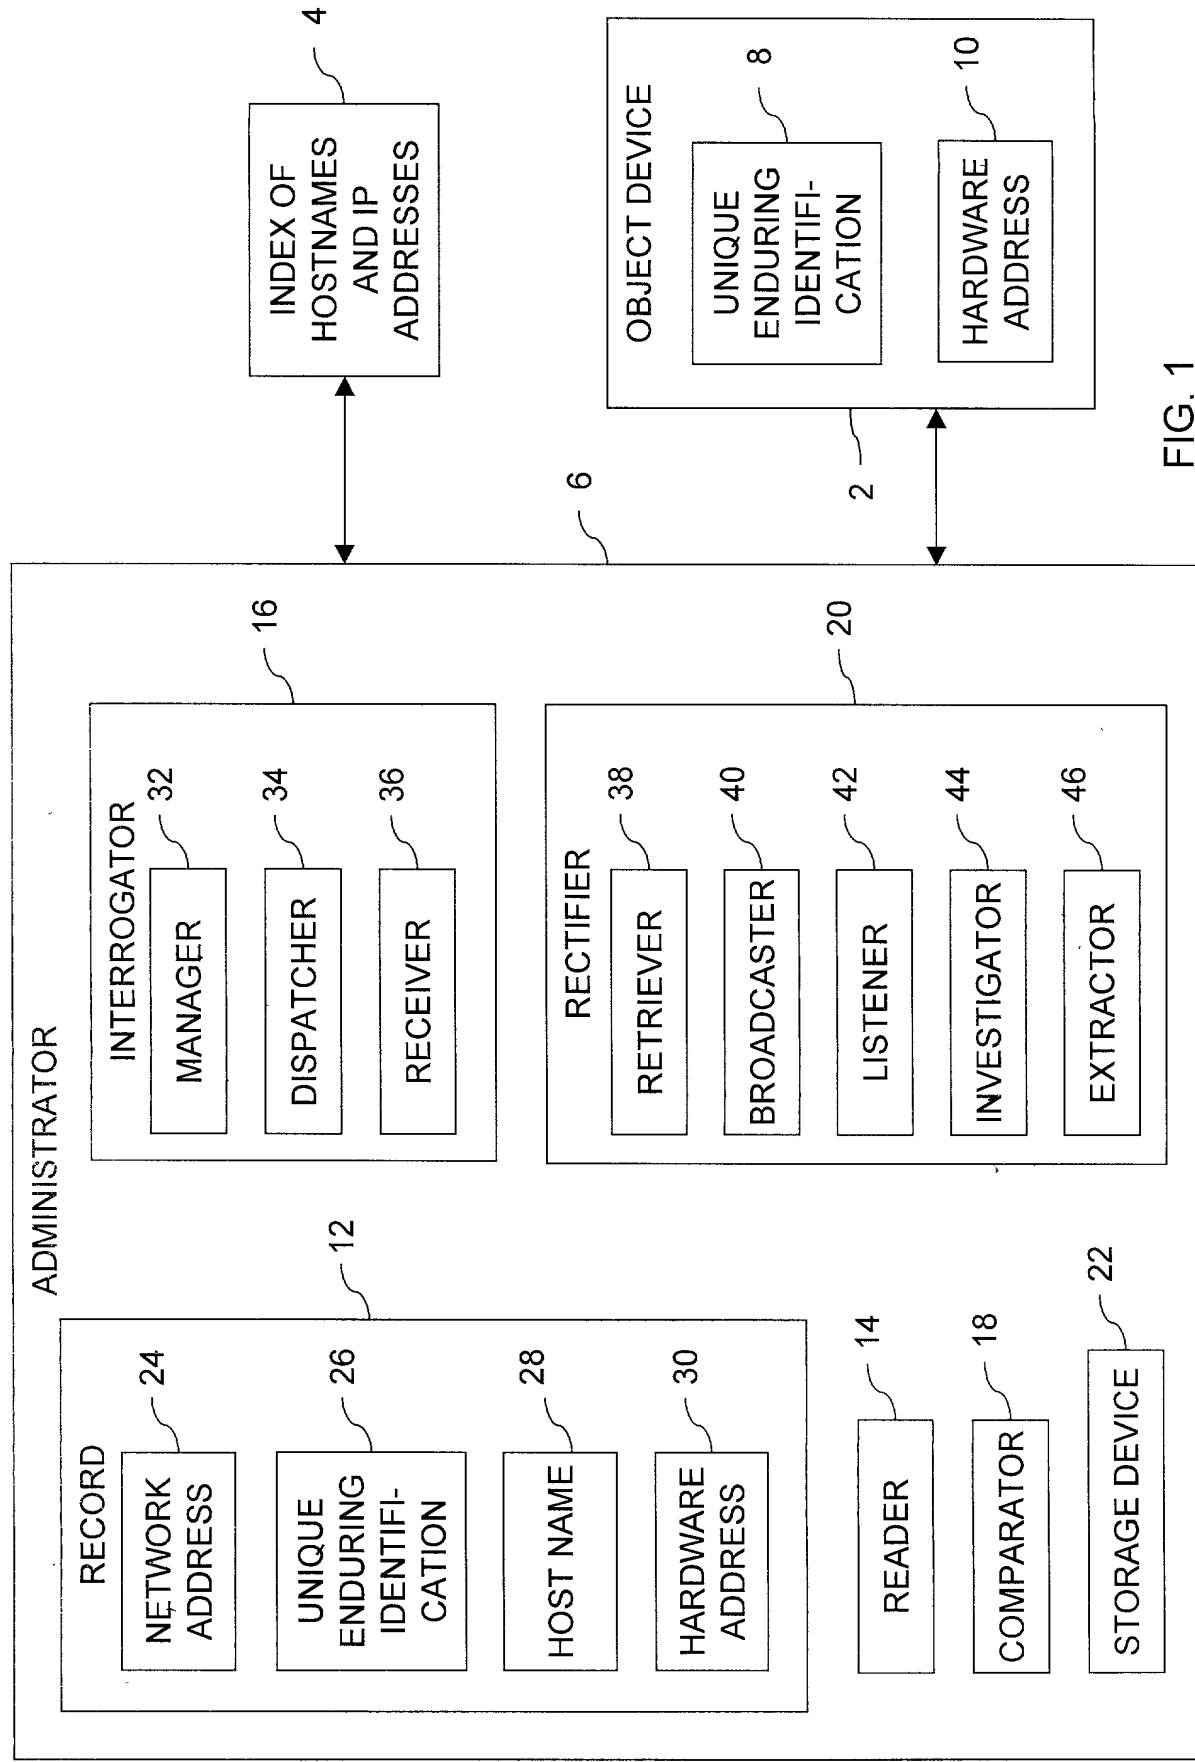 ADMINISTRATOR
6
RECORD
12
NETWORK
ADDRESS
24
UNIQUE
ENDURING
IDENTIFI-
CATION
26
HOST NAME
28
HARDWARE
ADDRESS
30
READER
14
COMPARATOR
18
STORAGE DEVICE
22
INTERROGATOR
16
MANAGER
32
DISPATCHER
34
RECEIVER
36
RECTIFIER
20
RETRIEVER
38
BROADCASTER
40
LISTENER
42
INVESTIGATOR
44
EXTRACTOR
46
INDEX OF
HOSTNAMES
AND IP
ADDRESSES
4
OBJECT DEVICE
2
UNIQUE
ENDURING
IDENTIFI-
CATION
8
HARDWARE
ADDRESS
10
FIG. 1